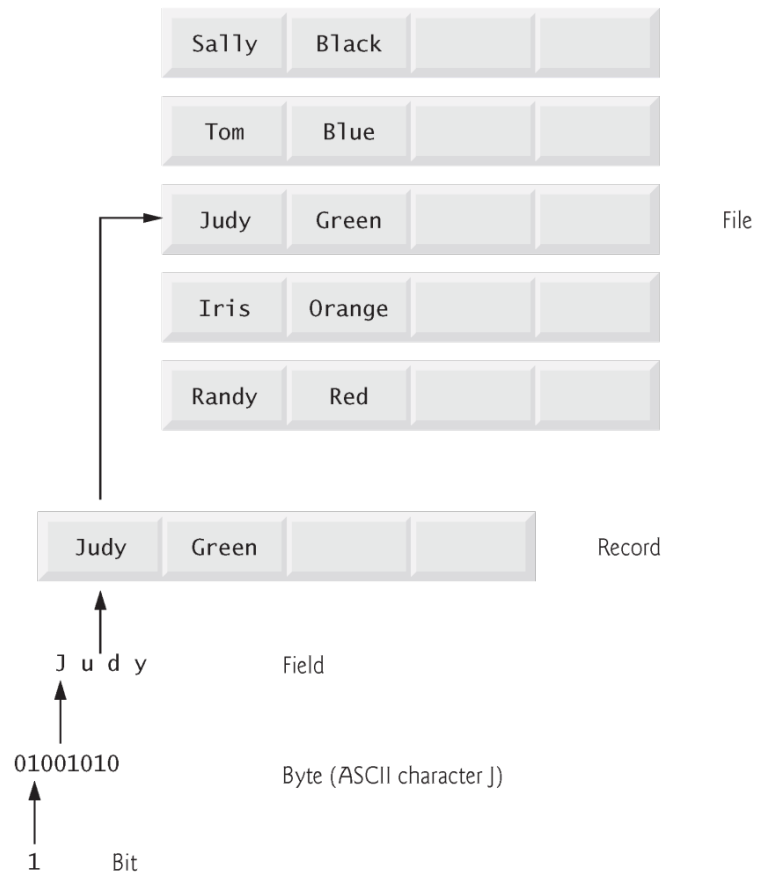 Sally Black
Tom Blue
Judy Green File
Iris Orange
Randy Red
Judy Green Record
J u d y Field
01001010 Byte (ASCII character J)
1 Bit